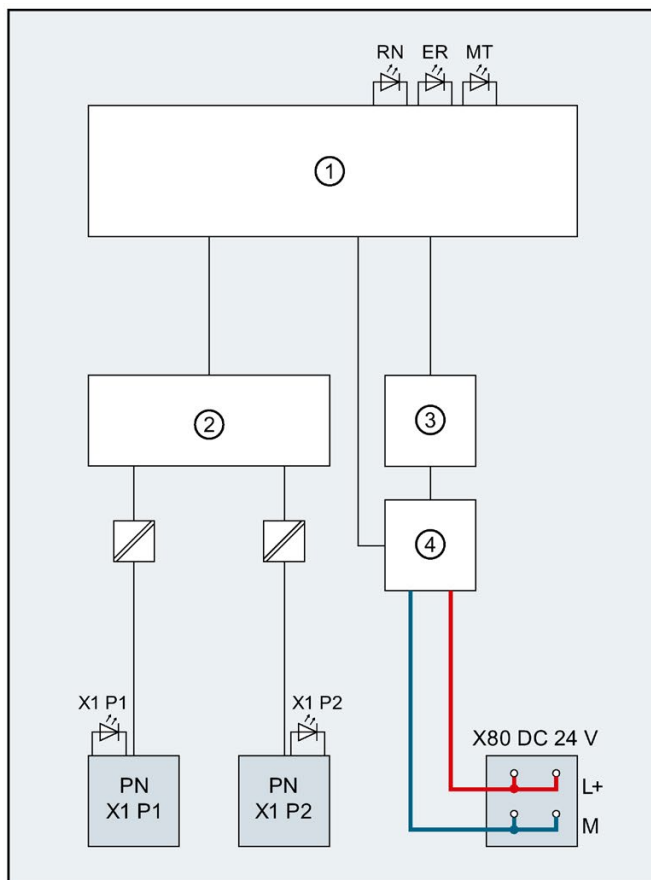 RN ER MT
①
②
③
④
X1 P1
X1 P2
X80 DC 24 V
PN
X1 P1
PN
X1 P2
L+
M